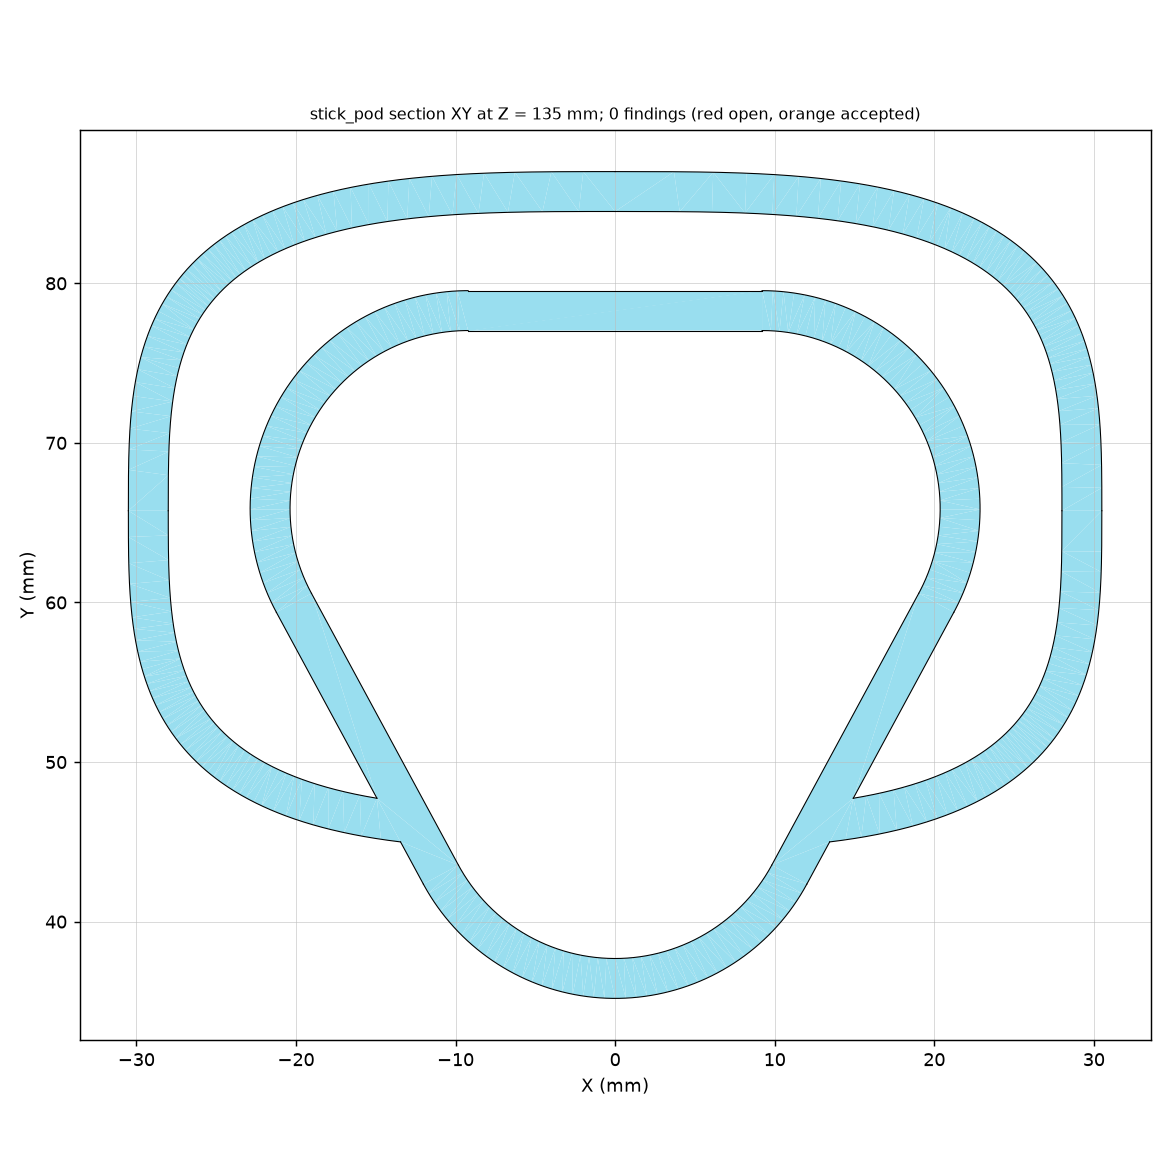 stick_pod section XY at Z = 135 mm; 0 findings (red open, orange accepted)
80
70
60
50
40
Y (mm)
−30 −20 −10 0 10 20 30
X (mm)